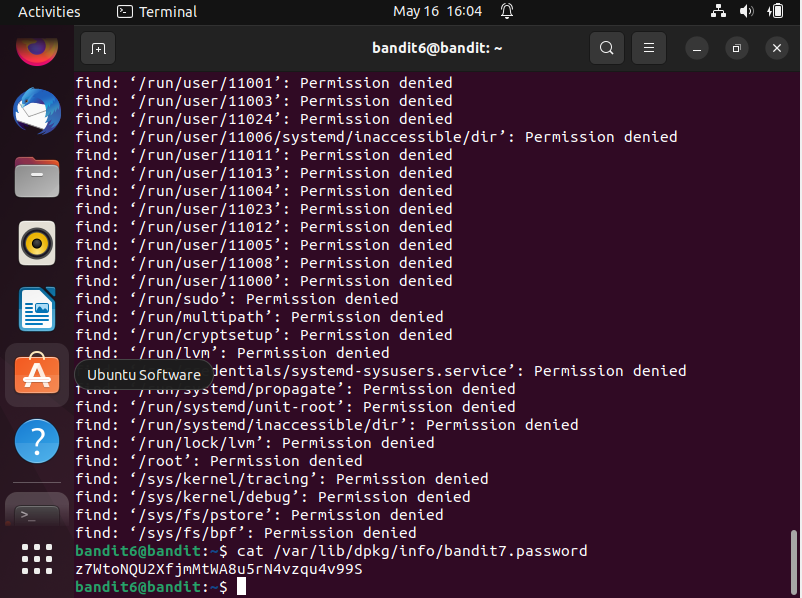 Activities
Terminal
May 16 16:04
bandit6@bandit: ~
find: ‘/run/user/11001’: Permission denied
find: ‘/run/user/11003’: Permission denied
find: ‘/run/user/11024’: Permission denied
find: ‘/run/user/11006/systemd/inaccessible/dir’: Permission denied
find: ‘/run/user/11011’: Permission denied
find: ‘/run/user/11013’: Permission denied
find: ‘/run/user/11004’: Permission denied
find: ‘/run/user/11023’: Permission denied
find: ‘/run/user/11012’: Permission denied
find: ‘/run/user/11005’: Permission denied
find: ‘/run/user/11008’: Permission denied
find: ‘/run/user/11000’: Permission denied
find: ‘/run/sudo’: Permission denied
find: ‘/run/multipath’: Permission denied
find: ‘/run/cryptsetup’: Permission denied
find: ‘/run/lvm’: Permission denied
Ubuntu Software
dentials/systemd-sysusers.service’: Permission denied
find: ‘/run/systemd/propagate’: Permission denied
find: ‘/run/systemd/unit-root’: Permission denied
find: ‘/run/systemd/inaccessible/dir’: Permission denied
find: ‘/run/lock/lvm’: Permission denied
find: ‘/root’: Permission denied
find: ‘/sys/kernel/tracing’: Permission denied
find: ‘/sys/kernel/debug’: Permission denied
find: ‘/sys/fs/pstore’: Permission denied
find: ‘/sys/fs/bpf’: Permission denied
bandit6@bandit:~$ cat /var/lib/dpkg/info/bandit7.password
z7WtoNQU2XfjmMtWA8u5rN4vzqu4v99S
bandit6@bandit:~$